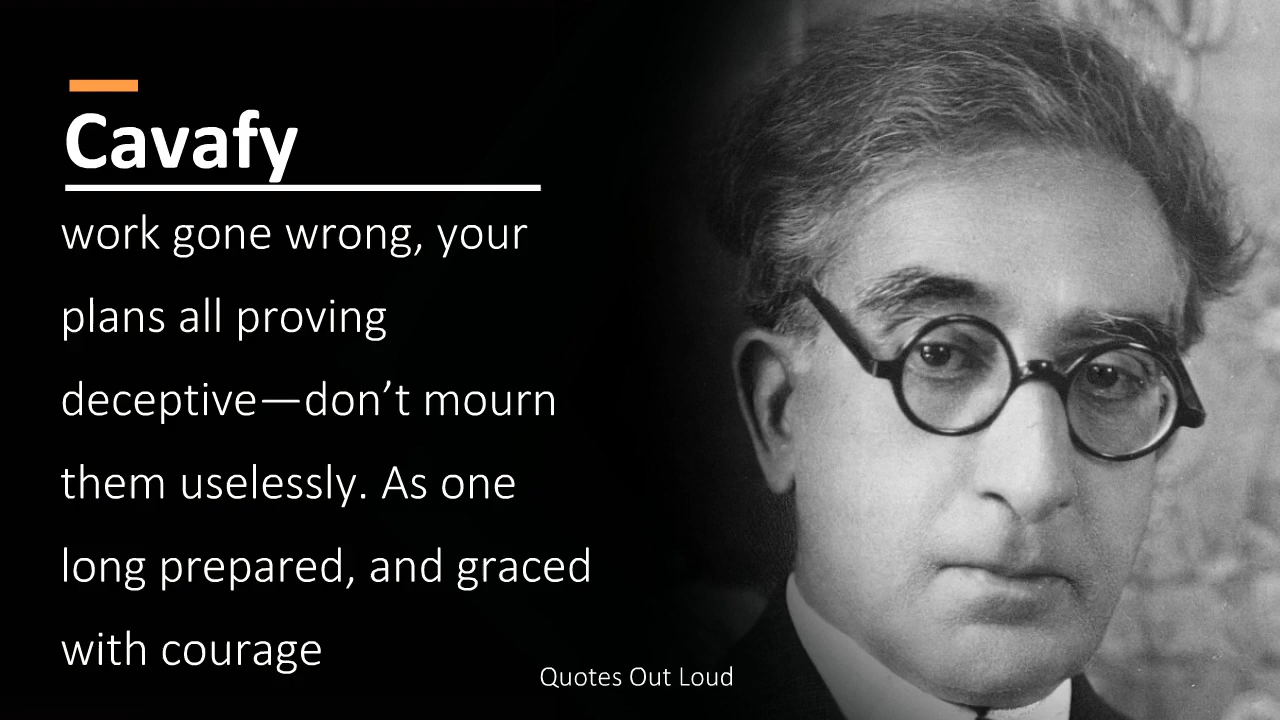 Cavafy
work gone wrong, your
plans all proving
deceptive—don’t mourn
them uselessly. As one
long prepared, and graced
with courage
Quotes Out Loud